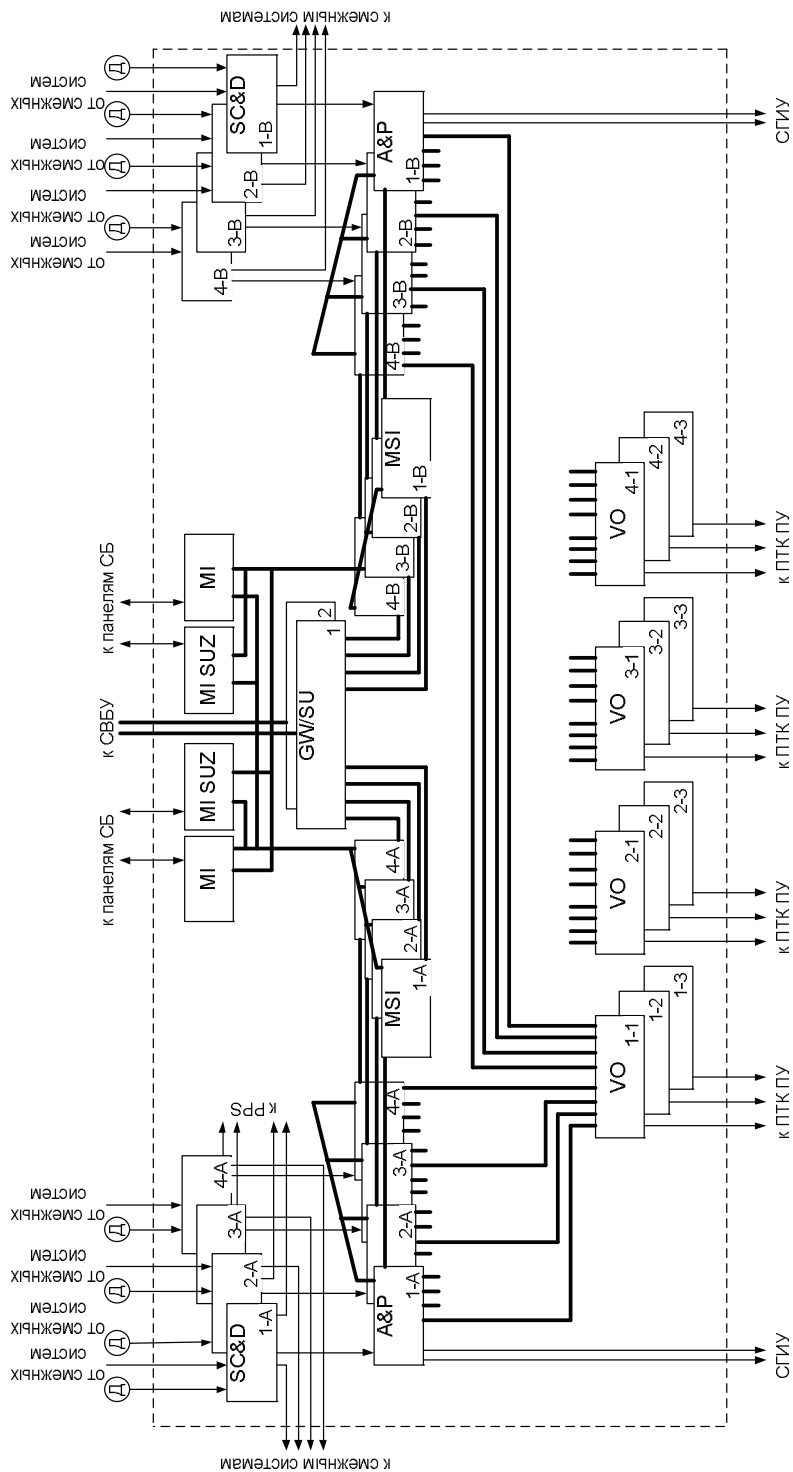 К СМЕЖНЫМ СИСТЕМАМ
Д
ОТ СМЕЖНЫХ
СИСТЕМ
Д
ОТ СМЕЖНЫХ
СИСТЕМ
Д
ОТ СМЕЖНЫХ
СИСТЕМ
Д
ОТ СМЕЖНЫХ
СИСТЕМ
SC&D
1-B
2-B
3-B
4-B
A&P
1-B
2-B
3-B
4-B
СГИУ
MSI
1-B
2-B
3-B
4-B
к панелям СБ
MI
MI SUZ
к СВБУ
GW/SU
1
2
MI SUZ
MI
к панелям СБ
VO
4-1
4-2
4-3
к ПТК ПУ
VO
3-1
3-2
3-3
к ПТК ПУ
VO
2-1
2-2
2-3
к ПТК ПУ
VO
1-1
1-2
1-3
к ПТК ПУ
MSI
1-A
2-A
3-A
4-A
К PPS
A&P
1-A
2-A
3-A
4-A
SC&D
1-A
2-A
3-A
4-A
ОТ СМЕЖНЫХ
СИСТЕМ
Д
ОТ СМЕЖНЫХ
СИСТЕМ
Д
ОТ СМЕЖНЫХ
СИСТЕМ
Д
ОТ СМЕЖНЫХ
СИСТЕМ
Д
СГИУ
К СМЕЖНЫМ СИСТЕМАМ